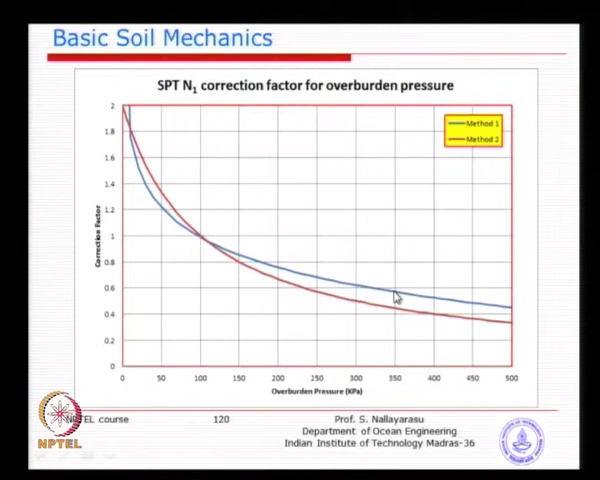 Basic Soil Mechanics
SPT N1 correction factor for overburden pressure
Method 1
Method 2
2
1.8
1.6
1.4
1.2
1
0.8
0.6
0.4
0.2
0
Correction Factor
0 50 100 150 200 250 300 350 400 450 500
Overburden Pressure (KPa)
NPTEL course 120 Prof. S. Nallayarasu
Department of Ocean Engineering
Indian Institute of Technology Madras-36
NPTEL